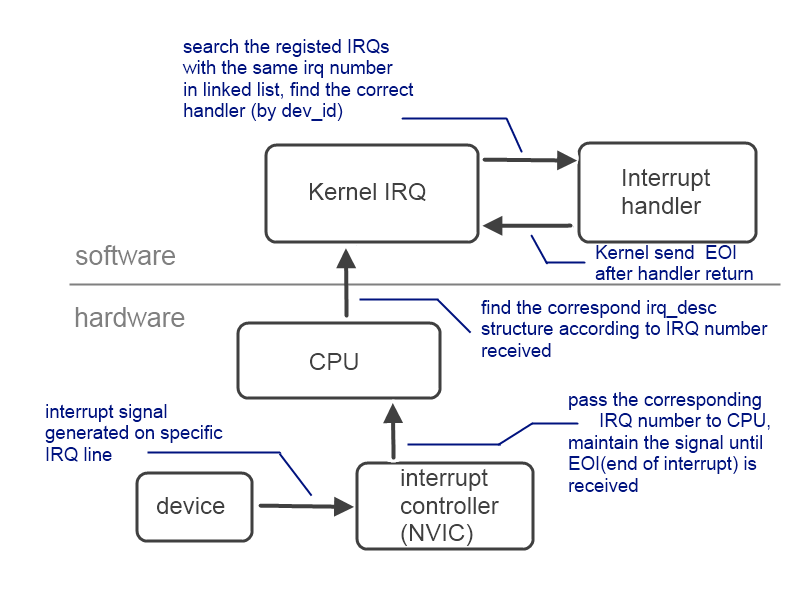 search the registed IRQs
with the same irq number
in linked list, find the correct
handler (by dev_id)
Kernel IRQ
Interrupt
handler
software
Kernel send EOI
after handler return
hardware
find the correspond irq_desc
structure according to IRQ number
received
CPU
interrupt signal
generated on specific
IRQ line
pass the corresponding
IRQ number to CPU,
maintain the signal until
EOI(end of interrupt) is
received
device
interrupt
controller
(NVIC)